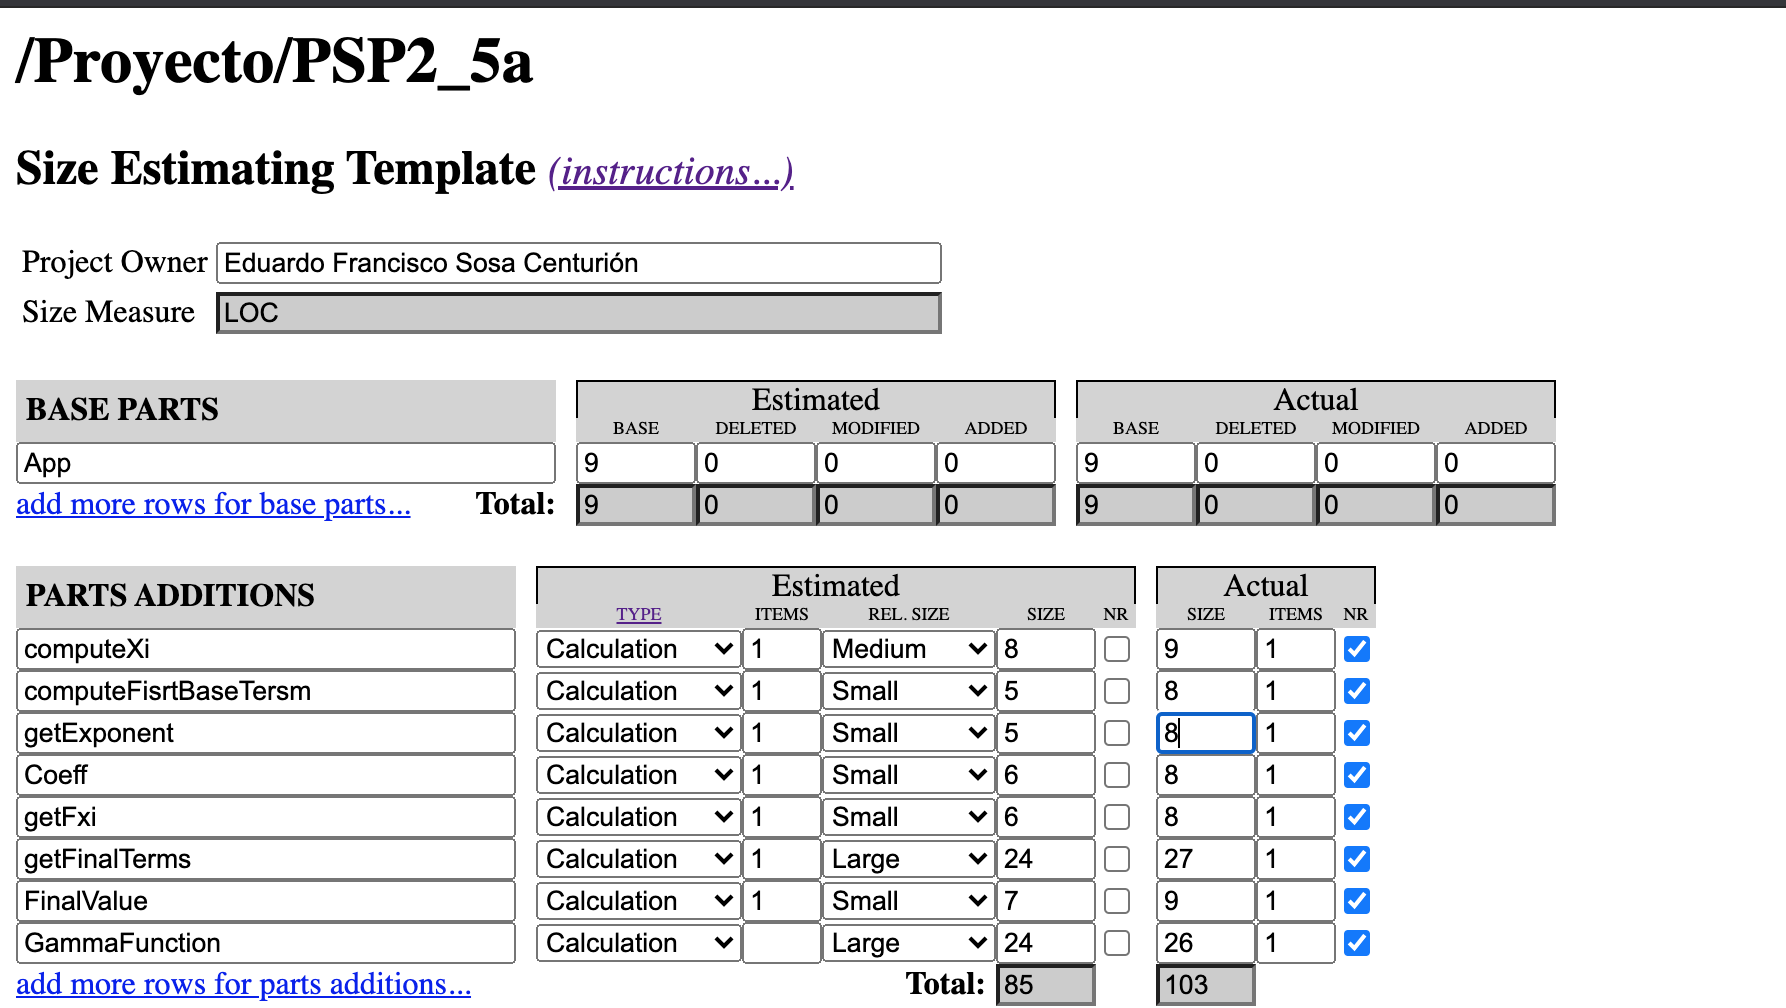 /Proyecto/PSP2_5a
Size Estimating Template (instructions...)
Project Owner Eduardo Francisco Sosa Centurión
Size Measure LOC
BASE PARTS Estimated Actual
BASE DELETED MODIFIED ADDED BASE DELETED MODIFIED ADDED
App 9 0 0 0 9 0 0 0
add more rows for base parts... Total: 9 0 0 0 9 0 0 0
PARTS ADDITIONS Estimated Actual
TYPE ITEMS REL. SIZE SIZE NR SIZE ITEMS NR
computeXi Calculation 1 Medium 8 9 1
computeFisrtBaseTersm Calculation 1 Small 5 8 1
getExponent Calculation 1 Small 5 8 1
Coeff Calculation 1 Small 6 8 1
getFxi Calculation 1 Small 6 8 1
getFinalTerms Calculation 1 Large 24 27 1
FinalValue Calculation 1 Small 7 9 1
GammaFunction Calculation Large 24 26 1
add more rows for parts additions... Total: 85 103